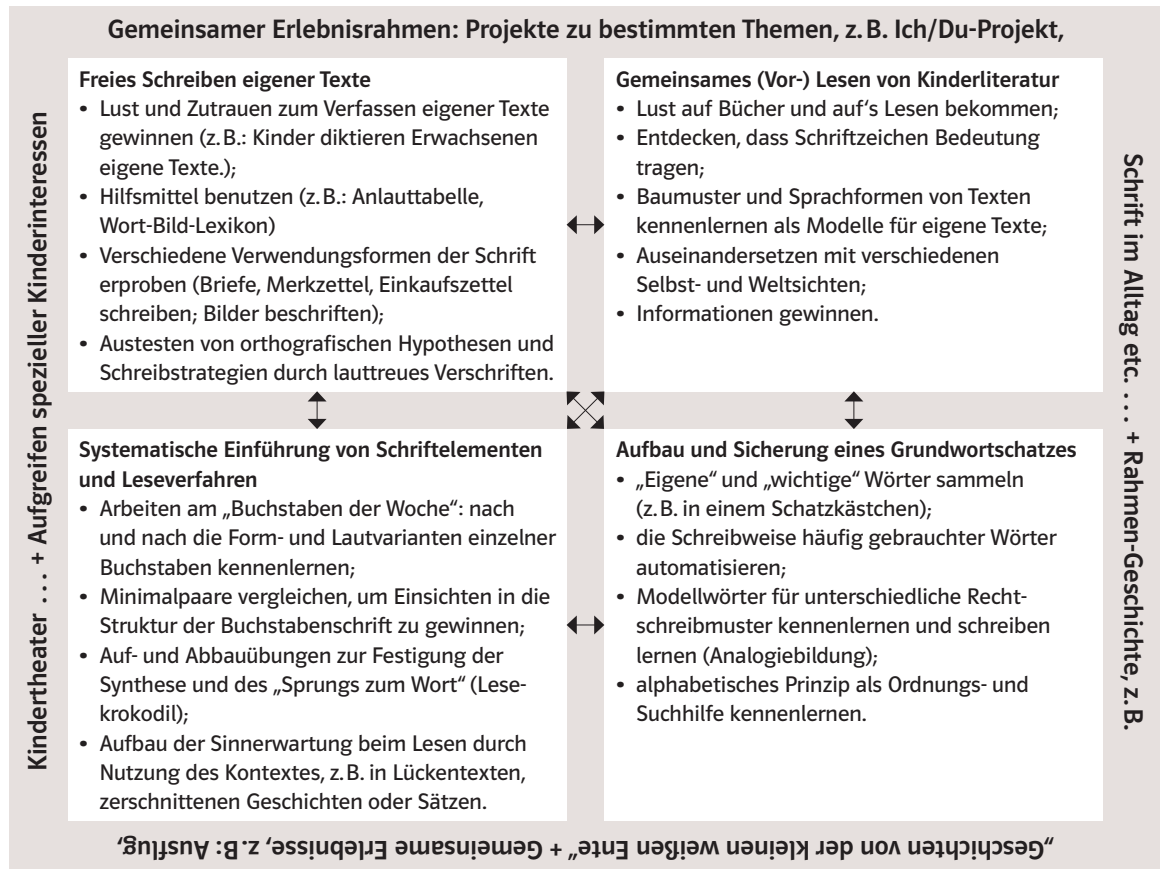 Gemeinsamer Erlebnisrahmen: Projekte zu bestimmten Themen, z. B. Ich/Du-Projekt,
Schrift im Alltag etc. … + Rahmen-Geschichte, z. B.
„Geschichten von der kleinen weißen Ente“ + Gemeinsame Erlebnisse, z. B: Ausflug,
Kindertheater … + Aufgreifen spezieller Kinderinteressen
Freies Schreiben eigener Texte
• Lust und Zutrauen zum Verfassen eigener Texte
gewinnen (z. B.: Kinder diktieren Erwachsenen
eigene Texte.);
• Hilfsmittel benutzen (z. B.: Anlauttabelle,
Wort-Bild-Lexikon)
• Verschiedene Verwendungsformen der Schrift
erproben (Briefe, Merkzettel, Einkaufszettel
schreiben; Bilder beschriften);
• Austesten von orthografischen Hypothesen und
Schreibstrategien durch lauttreues Verschriften.
Gemeinsames (Vor-) Lesen von Kinderliteratur
• Lust auf Bücher und auf's Lesen bekommen;
• Entdecken, dass Schriftzeichen Bedeutung
tragen;
• Baumuster und Sprachformen von Texten
kennenlernen als Modelle für eigene Texte;
• Auseinandersetzen mit verschiedenen
Selbst- und Weltsichten;
• Informationen gewinnen.
Systematische Einführung von Schriftelementen
und Leseverfahren
• Arbeiten am „Buchstaben der Woche“: nach
und nach die Form- und Lautvarianten einzelner
Buchstaben kennenlernen;
• Minimalpaare vergleichen, um Einsichten in die
Struktur der Buchstabenschrift zu gewinnen;
• Auf- und Abbauübungen zur Festigung der
Synthese und des „Sprungs zum Wort“ (Lese-
krokodil);
• Aufbau der Sinnerwartung beim Lesen durch
Nutzung des Kontextes, z. B. in Lückentexten,
zerschnittenen Geschichten oder Sätzen.
Aufbau und Sicherung eines Grundwortschatzes
• „Eigene“ und „wichtige“ Wörter sammeln
(z. B. in einem Schatzkästchen);
• die Schreibweise häufig gebrauchter Wörter
automatisieren;
• Modellwörter für unterschiedliche Recht-
schreibmuster kennenlernen und schreiben
lernen (Analogiebildung);
• alphabetisches Prinzip als Ordnungs- und
Suchhilfe kennenlernen.